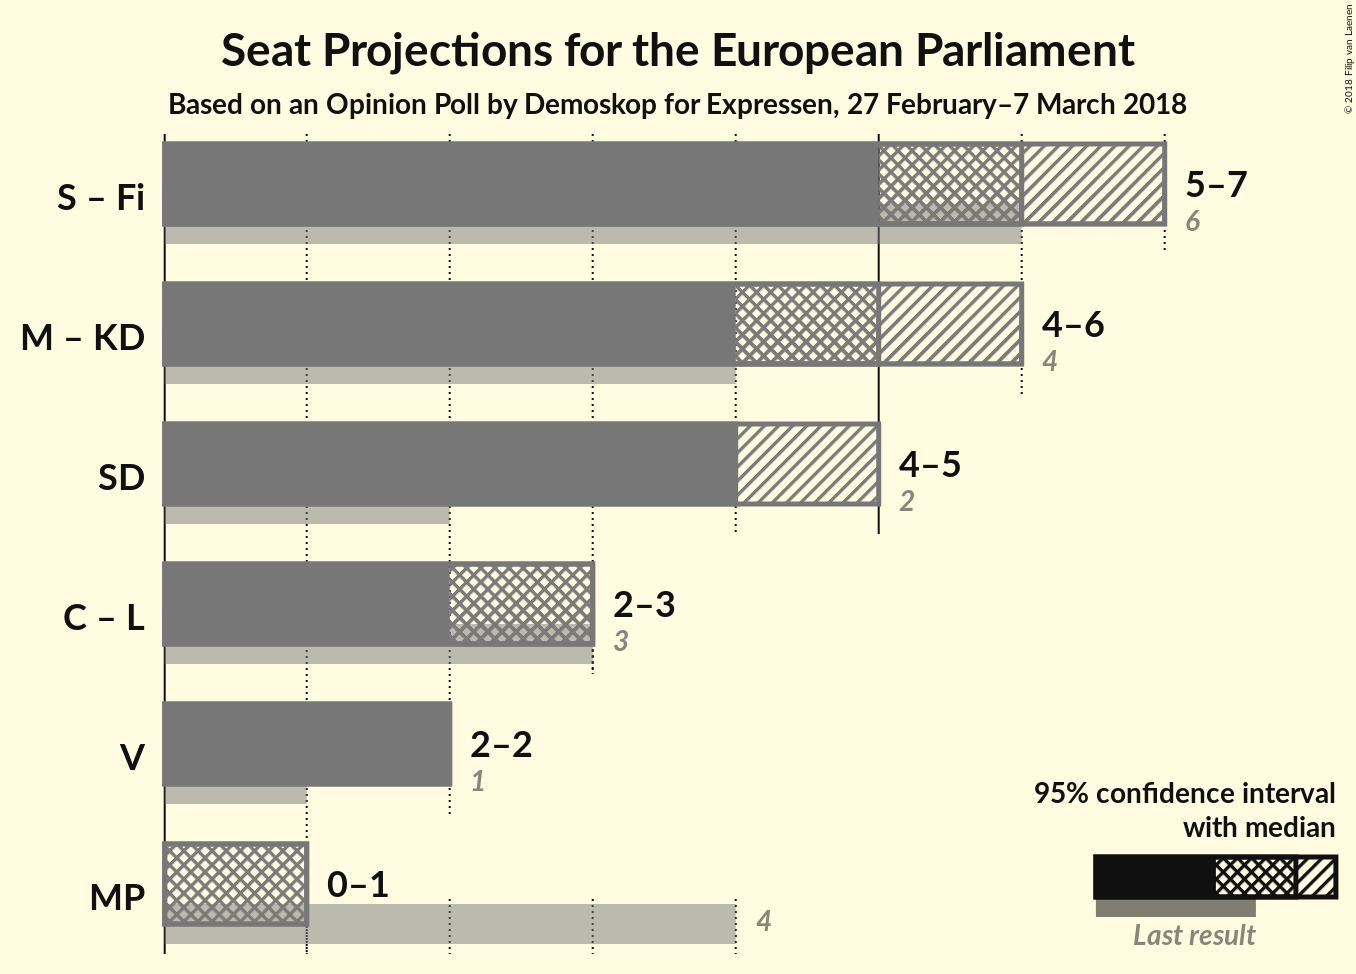 Seat Projections for the European Parliament
Based on an Opinion Poll by Demoskop for Expressen, 27 February–7 March 2018
© 2018 Filip van Laenen
S – Fi
5–7
6
M – KD
4–6
4
SD
4–5
2
C – L
2–3
3
V
2–2
1
MP
0–1
4
95% confidence interval
with median
Last result